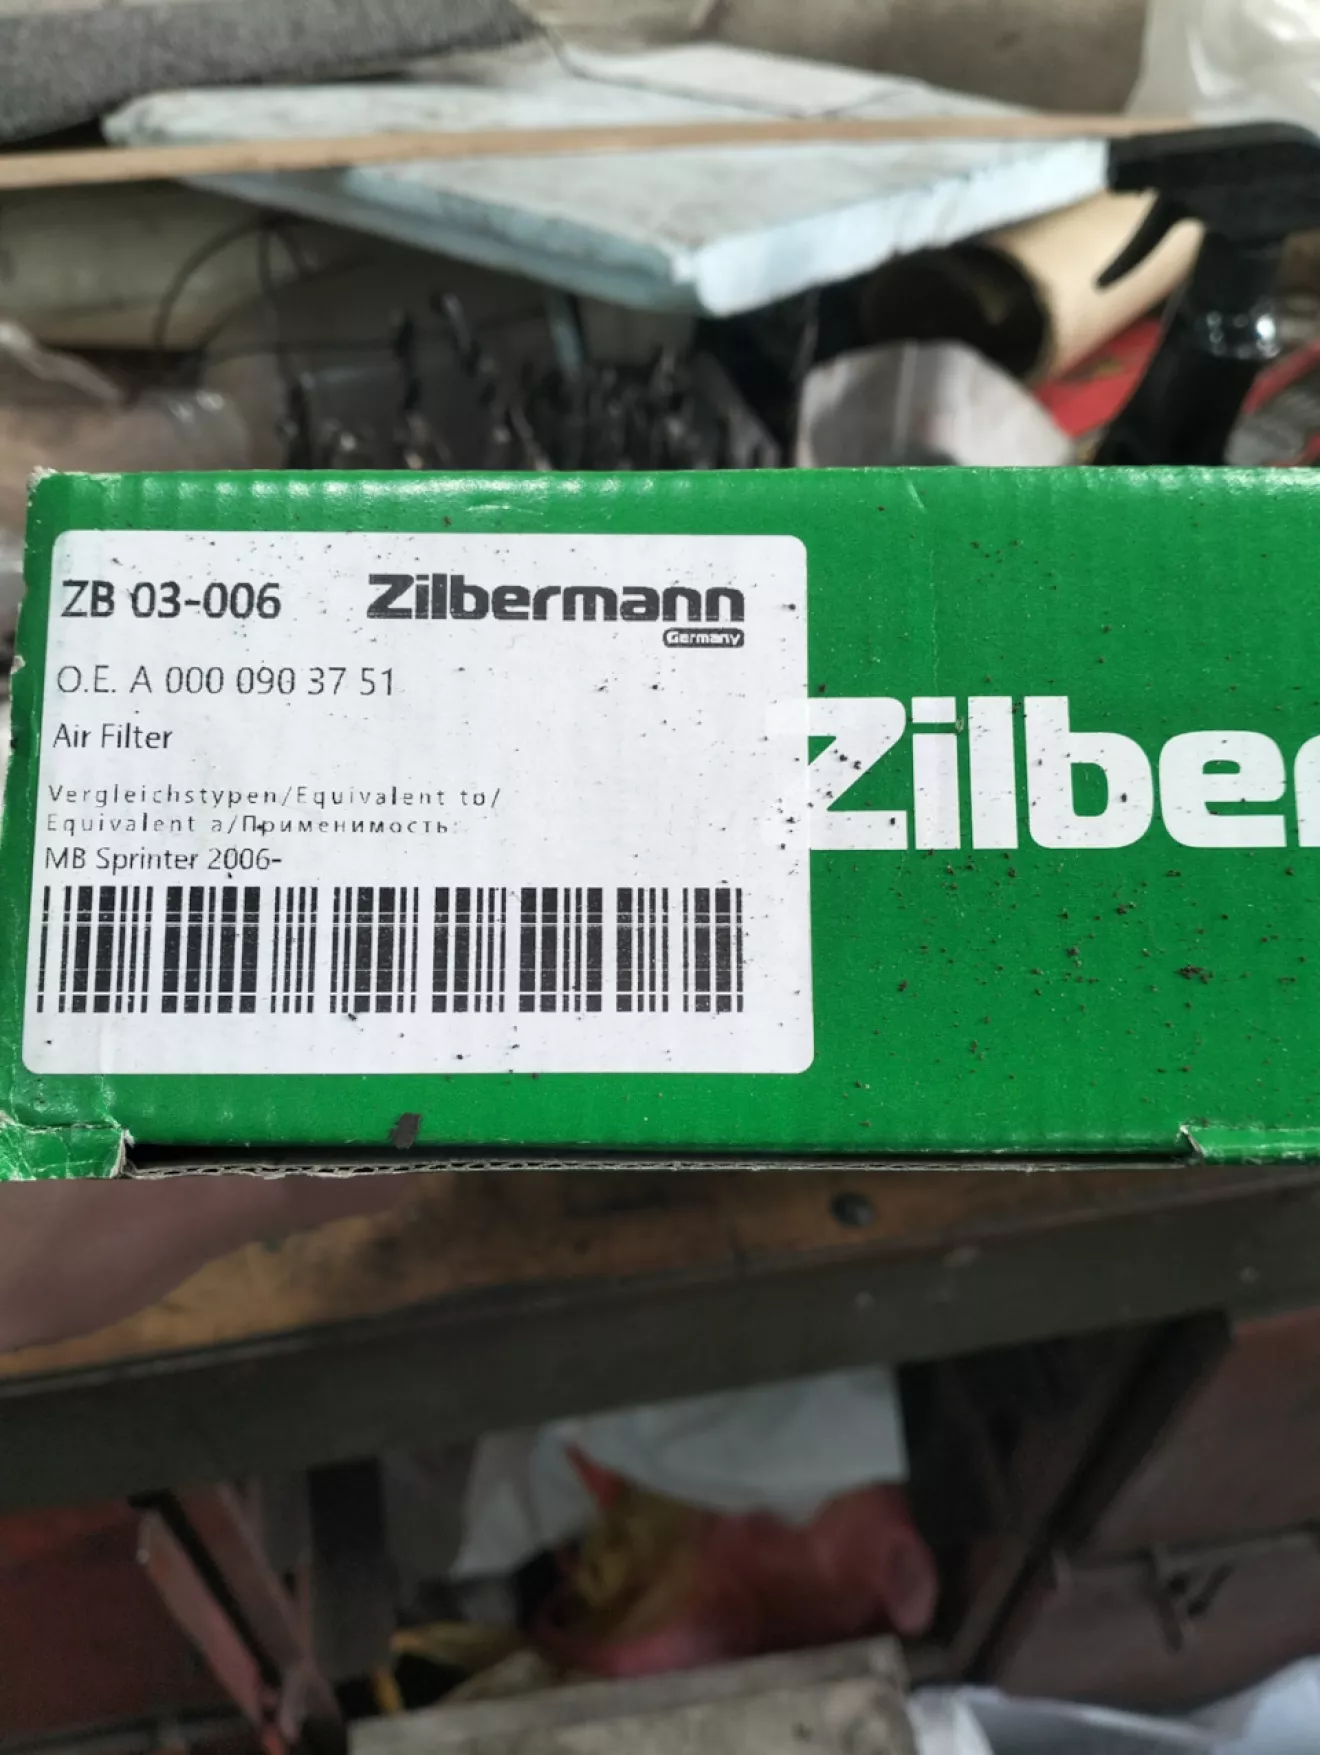 ZB 03-006
Zilbermann
Germany
O.E. A 000 090 37 51
Air Filter
Vergleichstypen/Equivalent to/
Equivalent a/Применимость:
MB Sprinter 2006-
Zilber